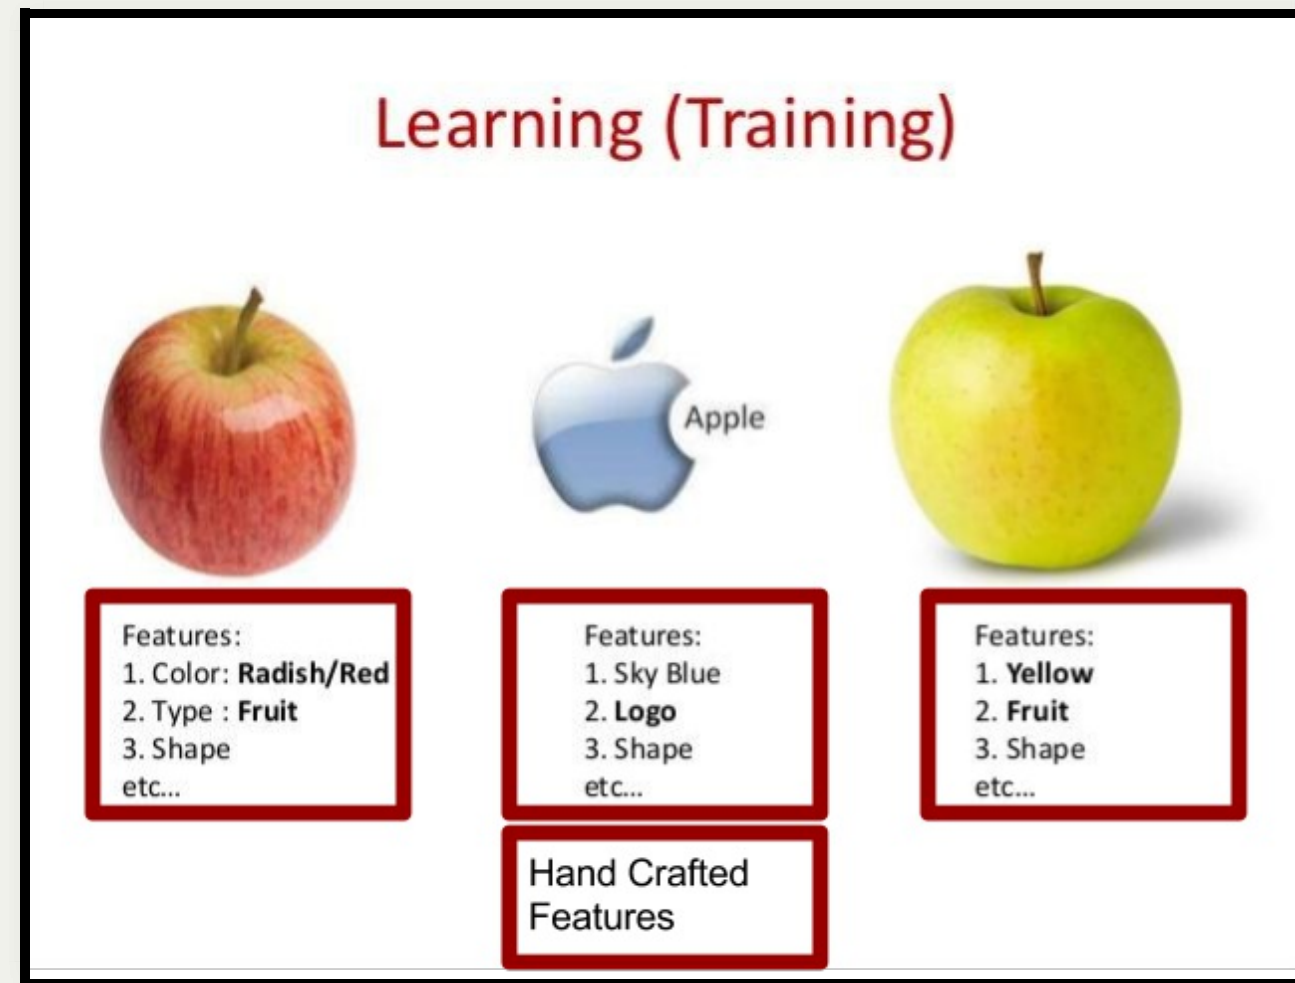 Learning (Training)
Apple
Features:
1. Color: Radish/Red
2. Type : Fruit
3. Shape
etc...
Features:
1. Sky Blue
2. Logo
3. Shape
etc...
Features:
1. Yellow
2. Fruit
3. Shape
etc...
Hand Crafted
Features